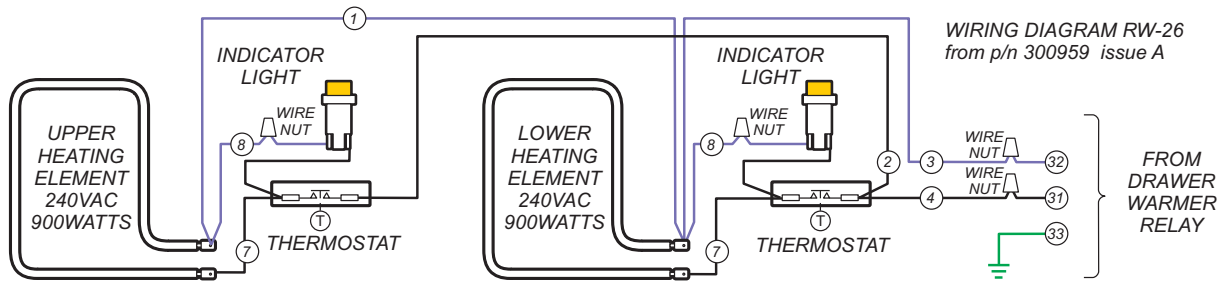 1
WIRING DIAGRAM RW-26
from p/n 300959 issue A
INDICATOR
LIGHT
WIRE
NUT
8
UPPER
HEATING
ELEMENT
240VAC
900WATTS
T
THERMOSTAT
7
INDICATOR
LIGHT
WIRE
NUT
8
LOWER
HEATING
ELEMENT
240VAC
900WATTS
T
THERMOSTAT
7
2
3
WIRE
NUT
32
4
WIRE
NUT
31
33
FROM
DRAWER
WARMER
RELAY